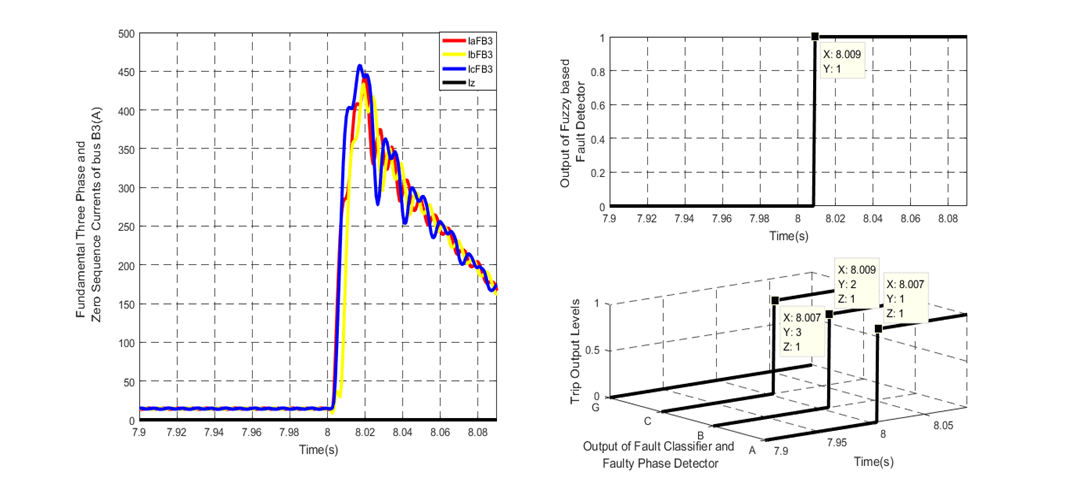 Fundamental Three Phase and
Zero Sequence Currents of bus B3(A)
500
450
400
350
300
250
200
150
100
50
0
7.9 7.92 7.94 7.96 7.98 8 8.02 8.04 8.06 8.08
Time(s)
IaFB3
IbFB3
IcFB3
Iz
Output of Fuzzy based
Fault Detector
1
0.8
0.6
0.4
0.2
0
7.9 7.92 7.94 7.96 7.98 8 8.02 8.04 8.06 8.08
Time(s)
X: 8.009
Y: 1
Trip Output Levels
1
0.5
0
X: 8.009
Y: 2
Z: 1
X: 8.007
Y: 1
Z: 1
X: 8.007
Y: 3
Z: 1
G
C
B
A
7.9
7.95
8
8.05
Output of Fault Classifier and
Faulty Phase Detector
Time(s)